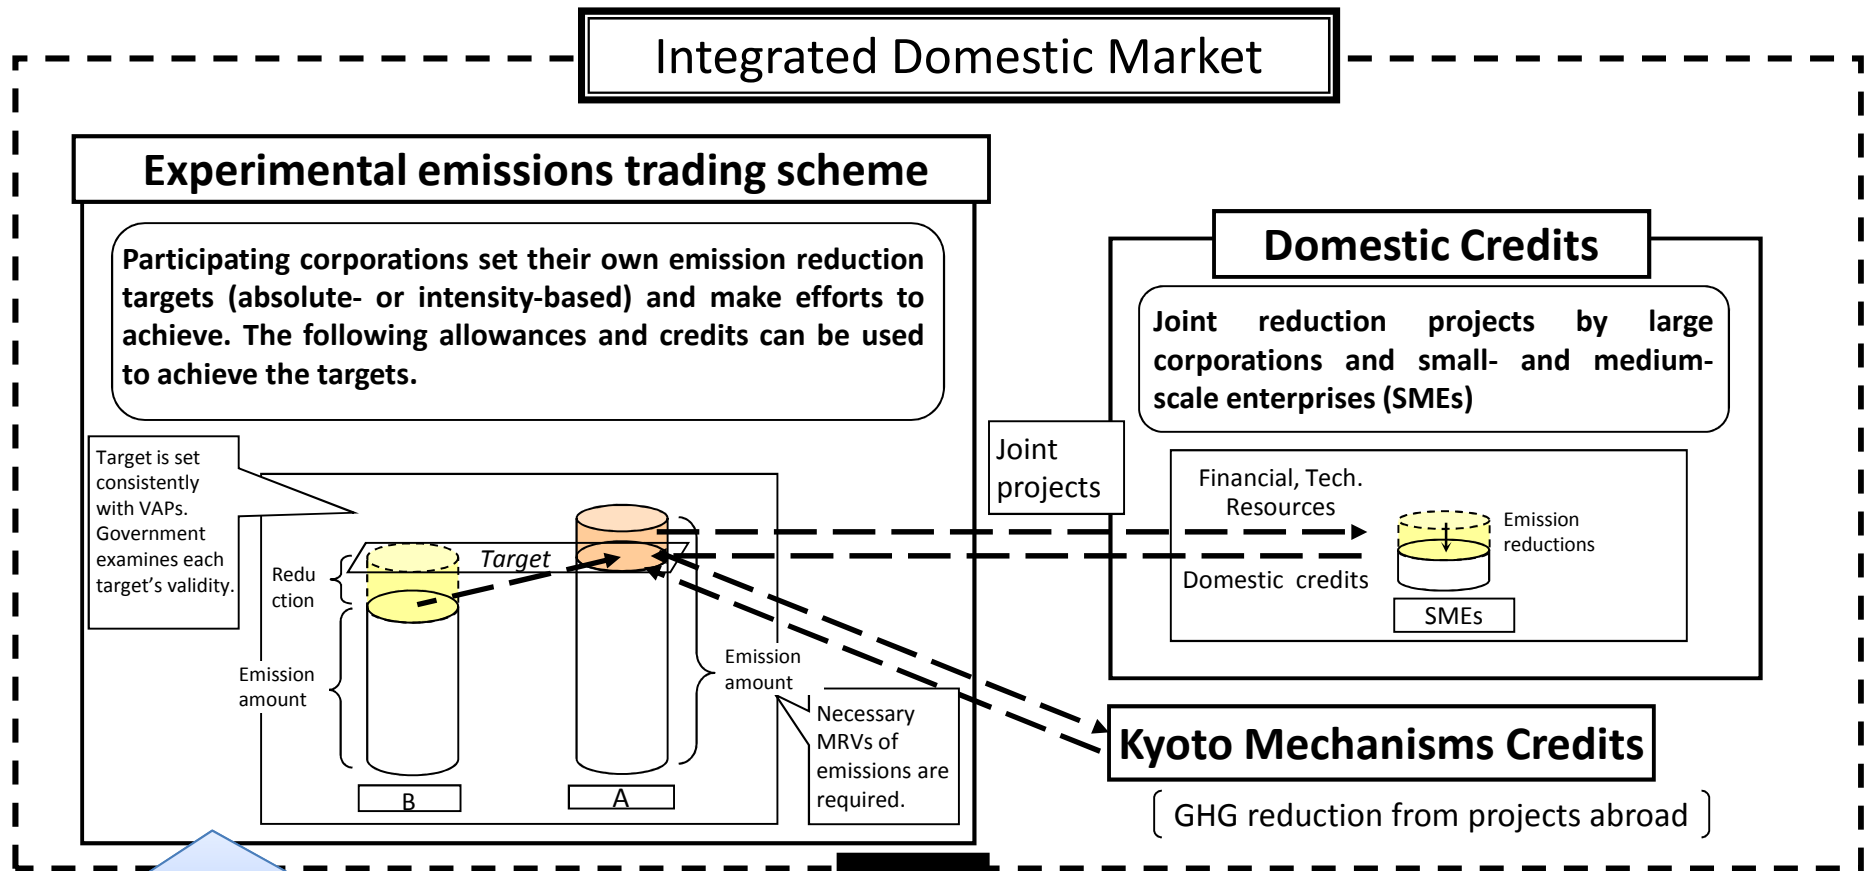 Integrated Domestic Market
Experimental emissions trading scheme
Participating corporations set their own emission reduction
targets (absolute- or intensity-based) and make efforts to
achieve. The following allowances and credits can be used
to achieve the targets.
Target is set
consistently
with VAPs.
Government
examines each
target's validity.
Redu
ction
Target
Emission
amount
Emission
amount
B
A
Necessary
MRVs of
emissions are
required.
Joint
projects
Domestic Credits
Joint reduction projects by large
corporations and small- and medium-
scale enterprises (SMEs)
Financial, Tech.
Resources
Emission
reductions
Domestic credits
SMEs
Kyoto Mechanisms Credits
GHG reduction from projects abroad